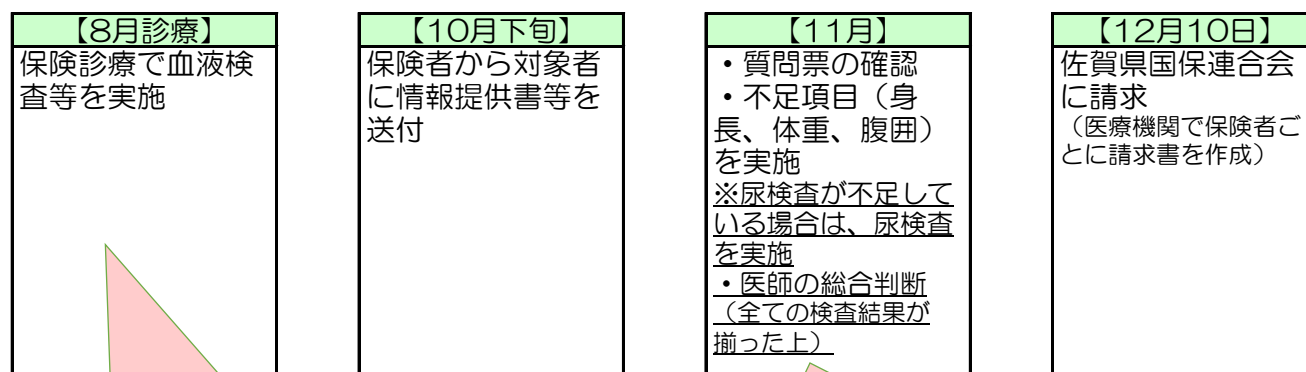 【8月診療】
保険診療で血液検
査等を実施
【10月下旬】
保険者から対象者
に情報提供書等を
送付
【11月】
・質問票の確認
・不足項目（身
長、体重、腹囲）
を実施
※尿検査が不足して
いる場合は、尿検査
を実施
・医師の総合判断
（全ての検査結果が
揃った上）
【12月10日】
佐賀県国保連合会
に請求
（医療機関で保険者ご
とに請求書を作成）